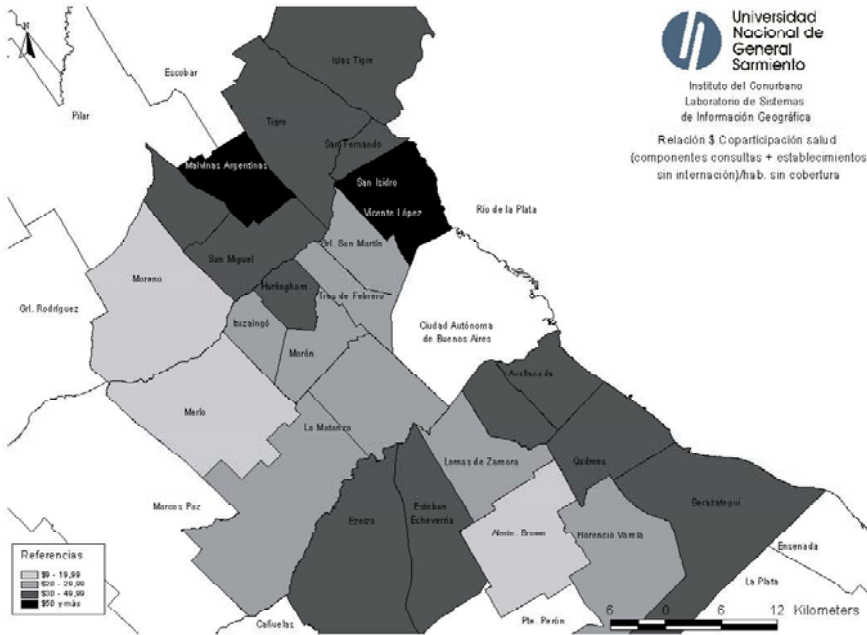 Universidad
Nacional de
General
Sarmiento
Instituto del Conurbano
Laboratorio de Sistemas
de Información Geográfica
Relación $ Coparticipación salud
(componentes consultas + establecimientos
sin internación)/hab. sin cobertura
N
Islas Tigre
Escobar
Pilar
Tigre
San Fernando
Malvinas Argentinas
San Isidro
Vicente López
Río de la Plata
Grl. San Martín
San Miguel
Moreno
Hurlingham
Tres de Febrero
Grl. Rodríguez
Ituzaingó
Ciudad Autónoma
de Buenos Aires
Morón
Avellaneda
Merlo
La Matanza
Lomas de Zamora
Quilmes
Marcos Paz
Ezeiza
Esteban
Echeverría
Berazategui
Almte. Brown
Florencio Varela
Ensenada
La Plata
Cañuelas
Pte. Perón
Referencias
$9 - 19,99
$20 - 29,99
$30 - 49,99
$50 y más
6 0 6 12 Kilometers